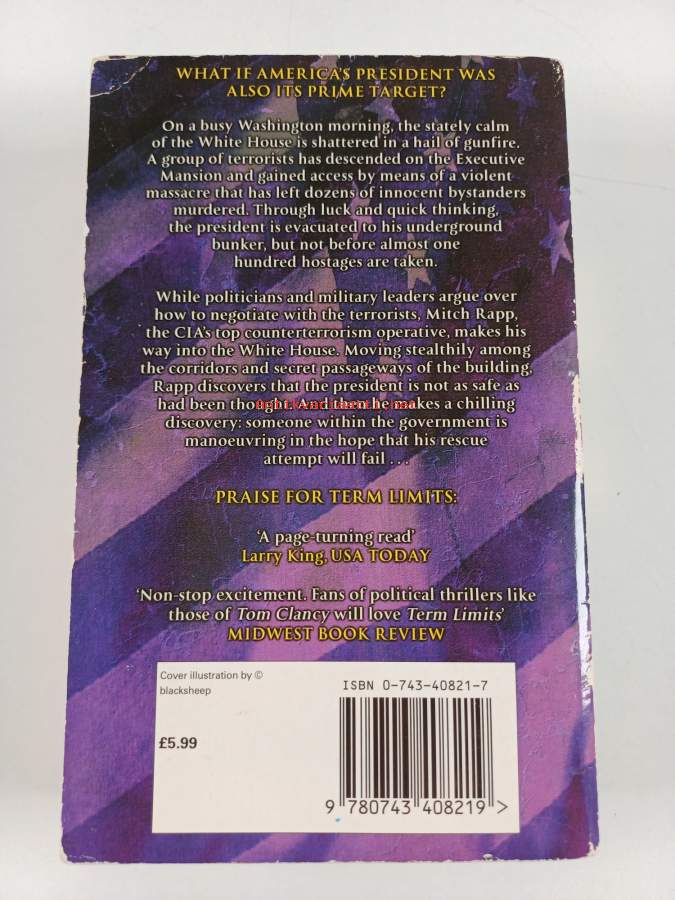 WHAT IF AMERICA'S PRESIDENT WAS
ALSO ITS PRIME TARGET?
On a busy Washington morning, the stately calm
of the White House is shattered in a hail of gunfire.
A group of terrorists has descended on the Executive
Mansion and gained access by means of a violent
massacre that has left dozens of innocent bystanders
murdered. Through luck and quick thinking,
the president is evacuated to his underground
bunker, but not before almost one
hundred hostages are taken.
While politicians and military leaders argue over
how to negotiate with the terrorists, Mitch Rapp,
the CIA's top counterterrorism operative, makes his
way into the White House. Moving stealthily among
the corridors and secret passageways of the building,
Rapp discovers that the president is not as safe as
had been thought. And then he makes a chilling
discovery: someone within the government is
manoeuvring in the hope that his rescue
attempt will fail . . .
PRAISE FOR TERM LIMITS:
'A page-turning read'
Larry King, USA TODAY
'Non-stop excitement. Fans of political thrillers like
those of Tom Clancy will love Term Limits'
MIDWEST BOOK REVIEW
Cover illustration by ©
blacksheep
£5.99
ISBN 0-743-40821-7
9 780743 408219 >